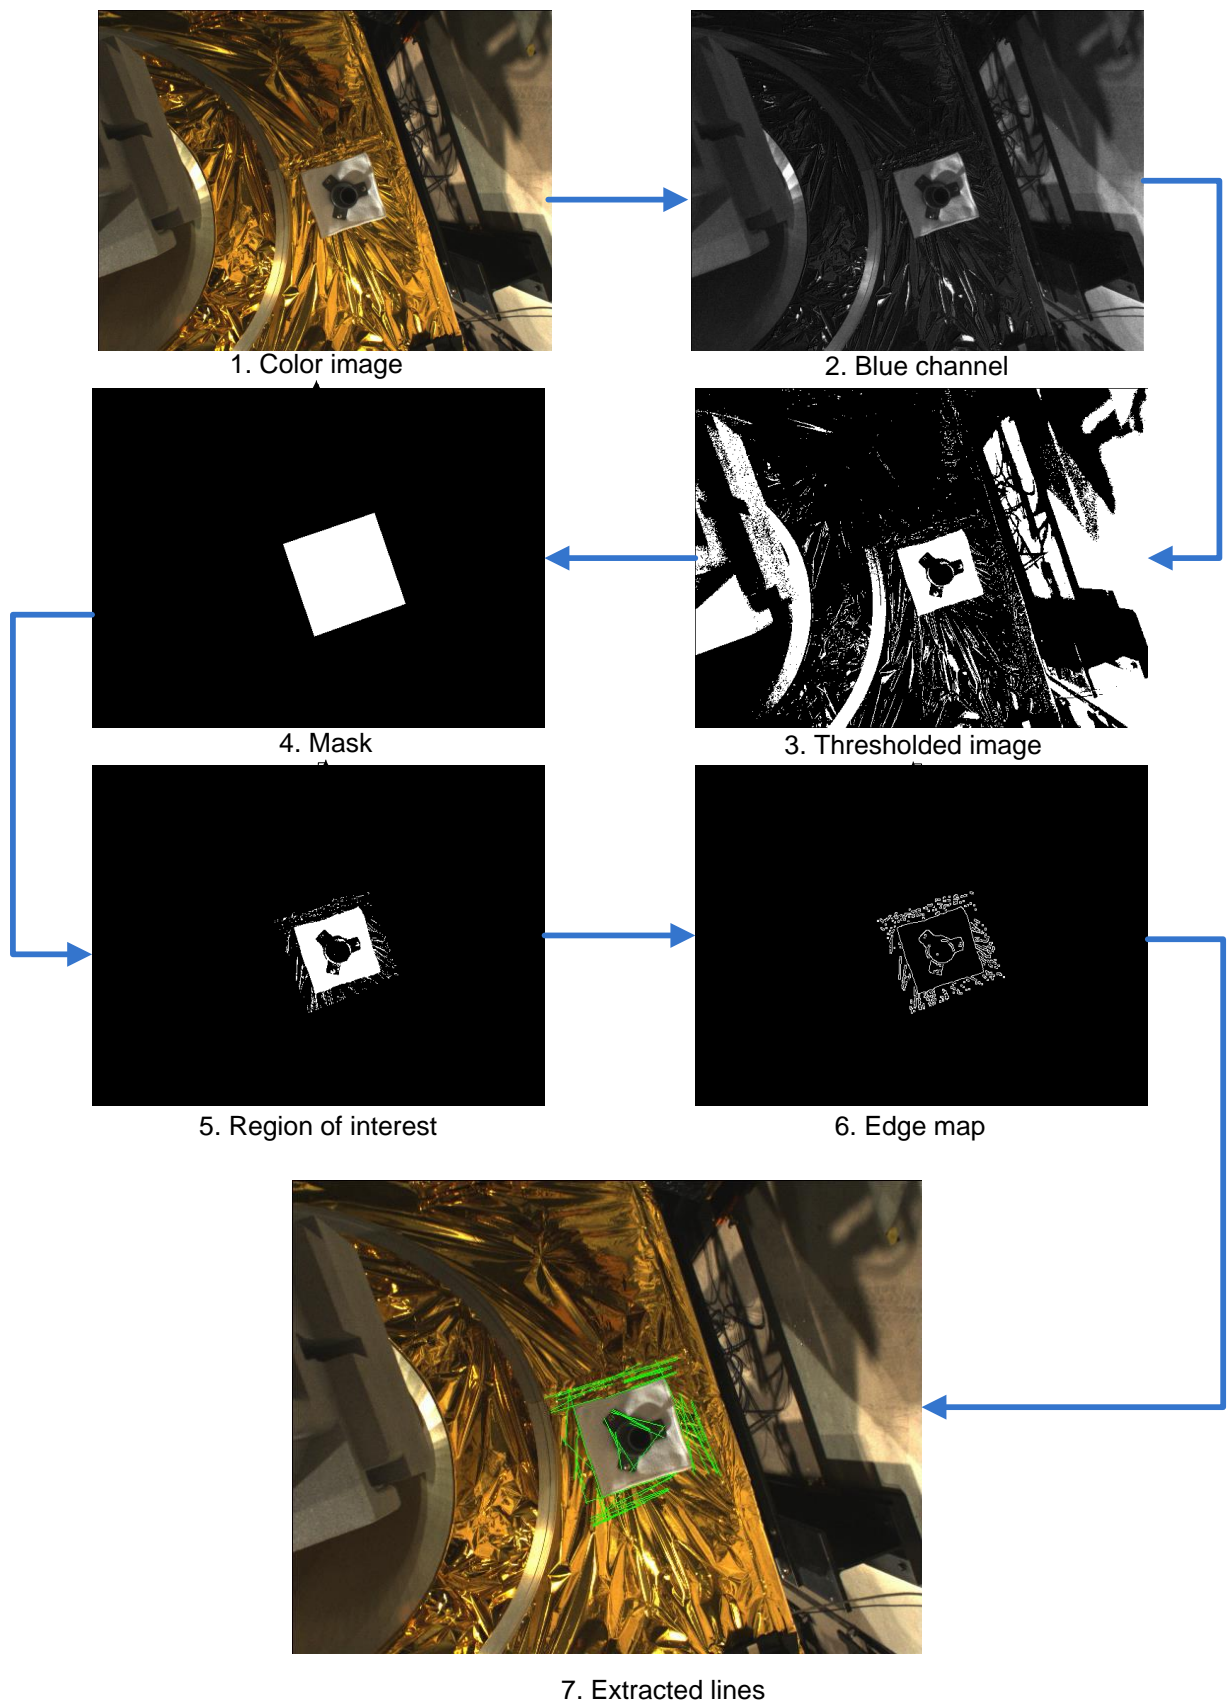 1. Color image
2. Blue channel
4. Mask
3. Thresholded image
5. Region of interest
6. Edge map
7. Extracted lines